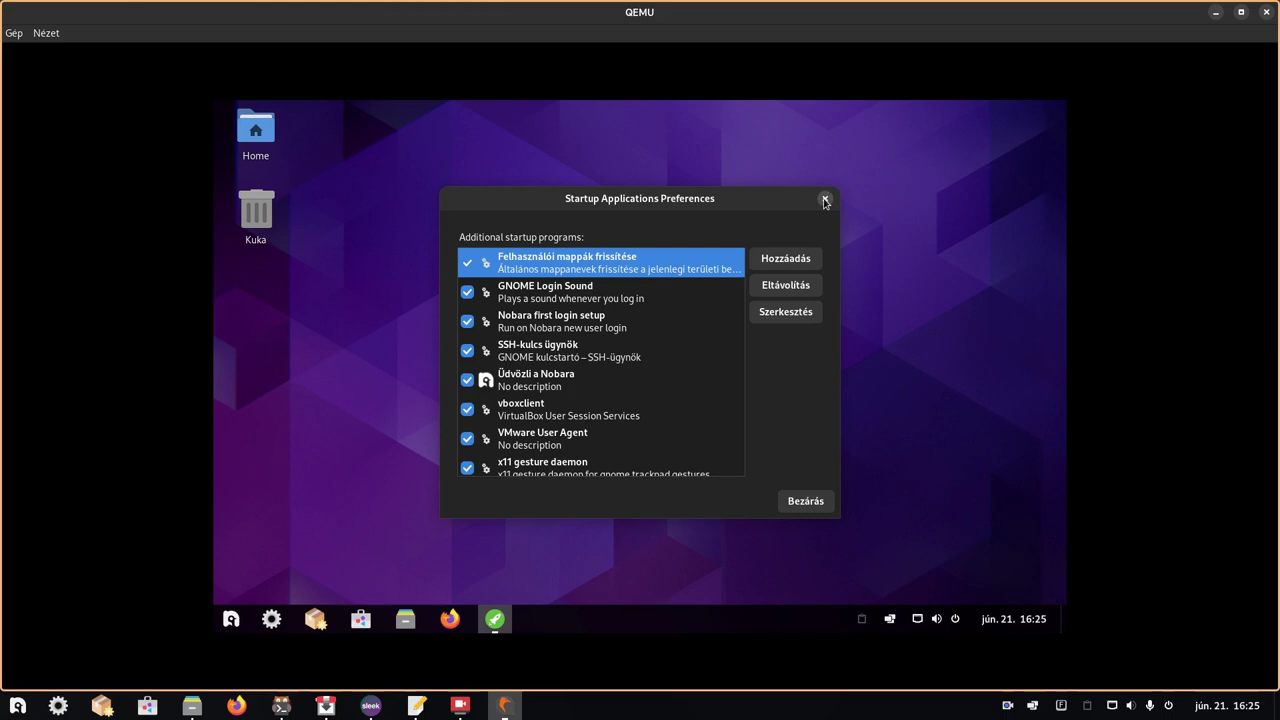 QEMU
Gép Nézet
Home
Kuka
Startup Applications Preferences
Additional startup programs:
Felhasználói mappák frissítése
Általános mappanevek frissítése a jelenlegi területi be…
GNOME Login Sound
Plays a sound whenever you log in
Nobara first login setup
Run on Nobara new user login
SSH-kulcs ügynök
GNOME kulcstartó – SSH-ügynök
Üdvözli a Nobara
No description
vboxclient
VirtualBox User Session Services
VMware User Agent
No description
x11 gesture daemon
x11 gesture daemon for gnome trackpad gestures
Hozzáadás
Eltávolítás
Szerkesztés
Bezárás
jún. 21. 16:25
sleek
jún. 21. 16:25